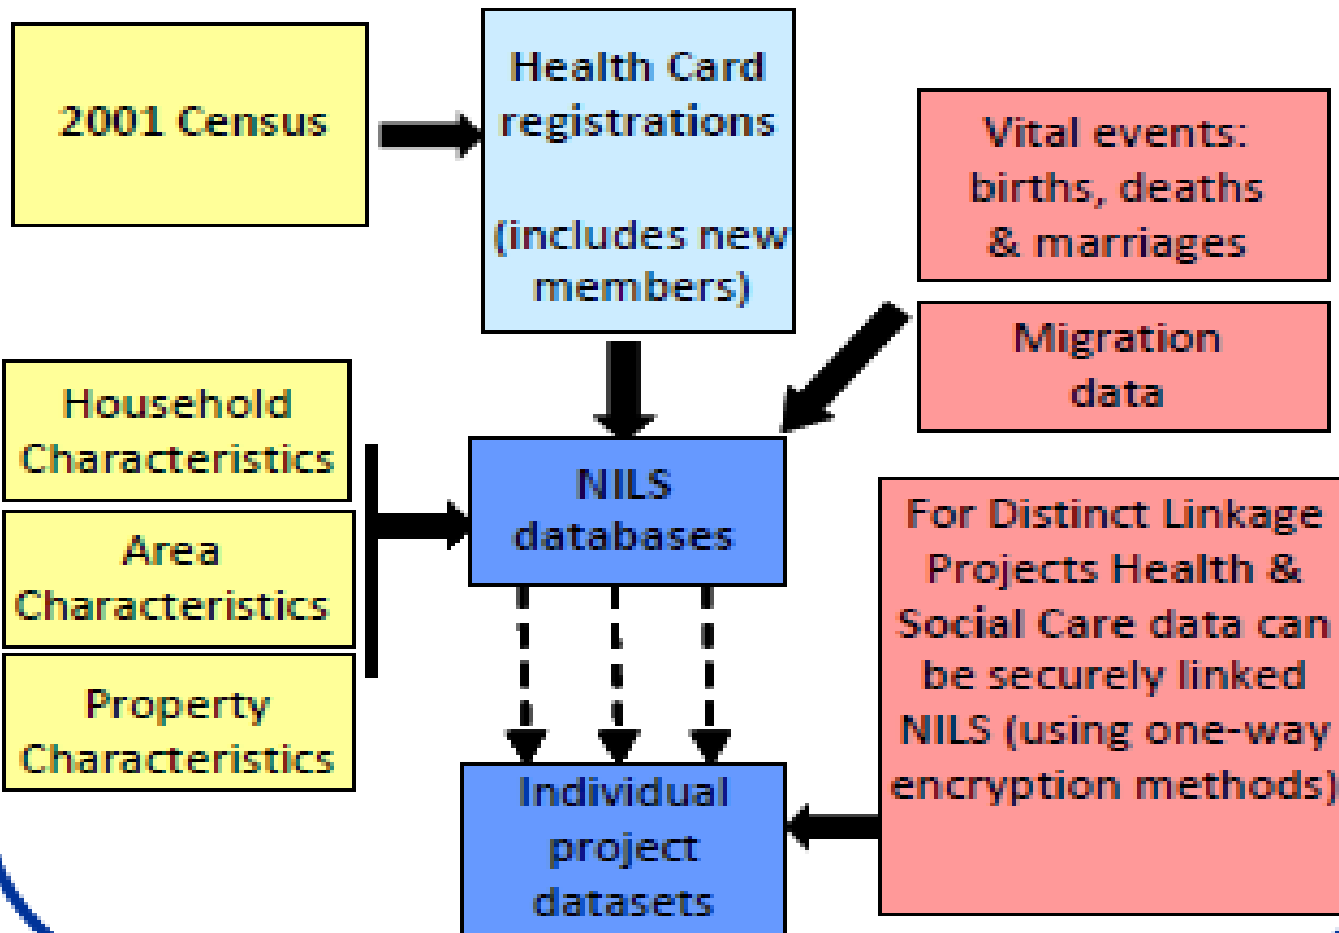 2001 Census
Health Card
registrations
(includes new
members)
Vital events:
births, deaths
& marriages
Migration
data
Household
Characteristics
Area
Characteristics
Property
Characteristics
NILS
databases
For Distinct Linkage
Projects Health &
Social Care data can
be securely linked
NILS (using one-way
encryption methods)
Individual
project
datasets